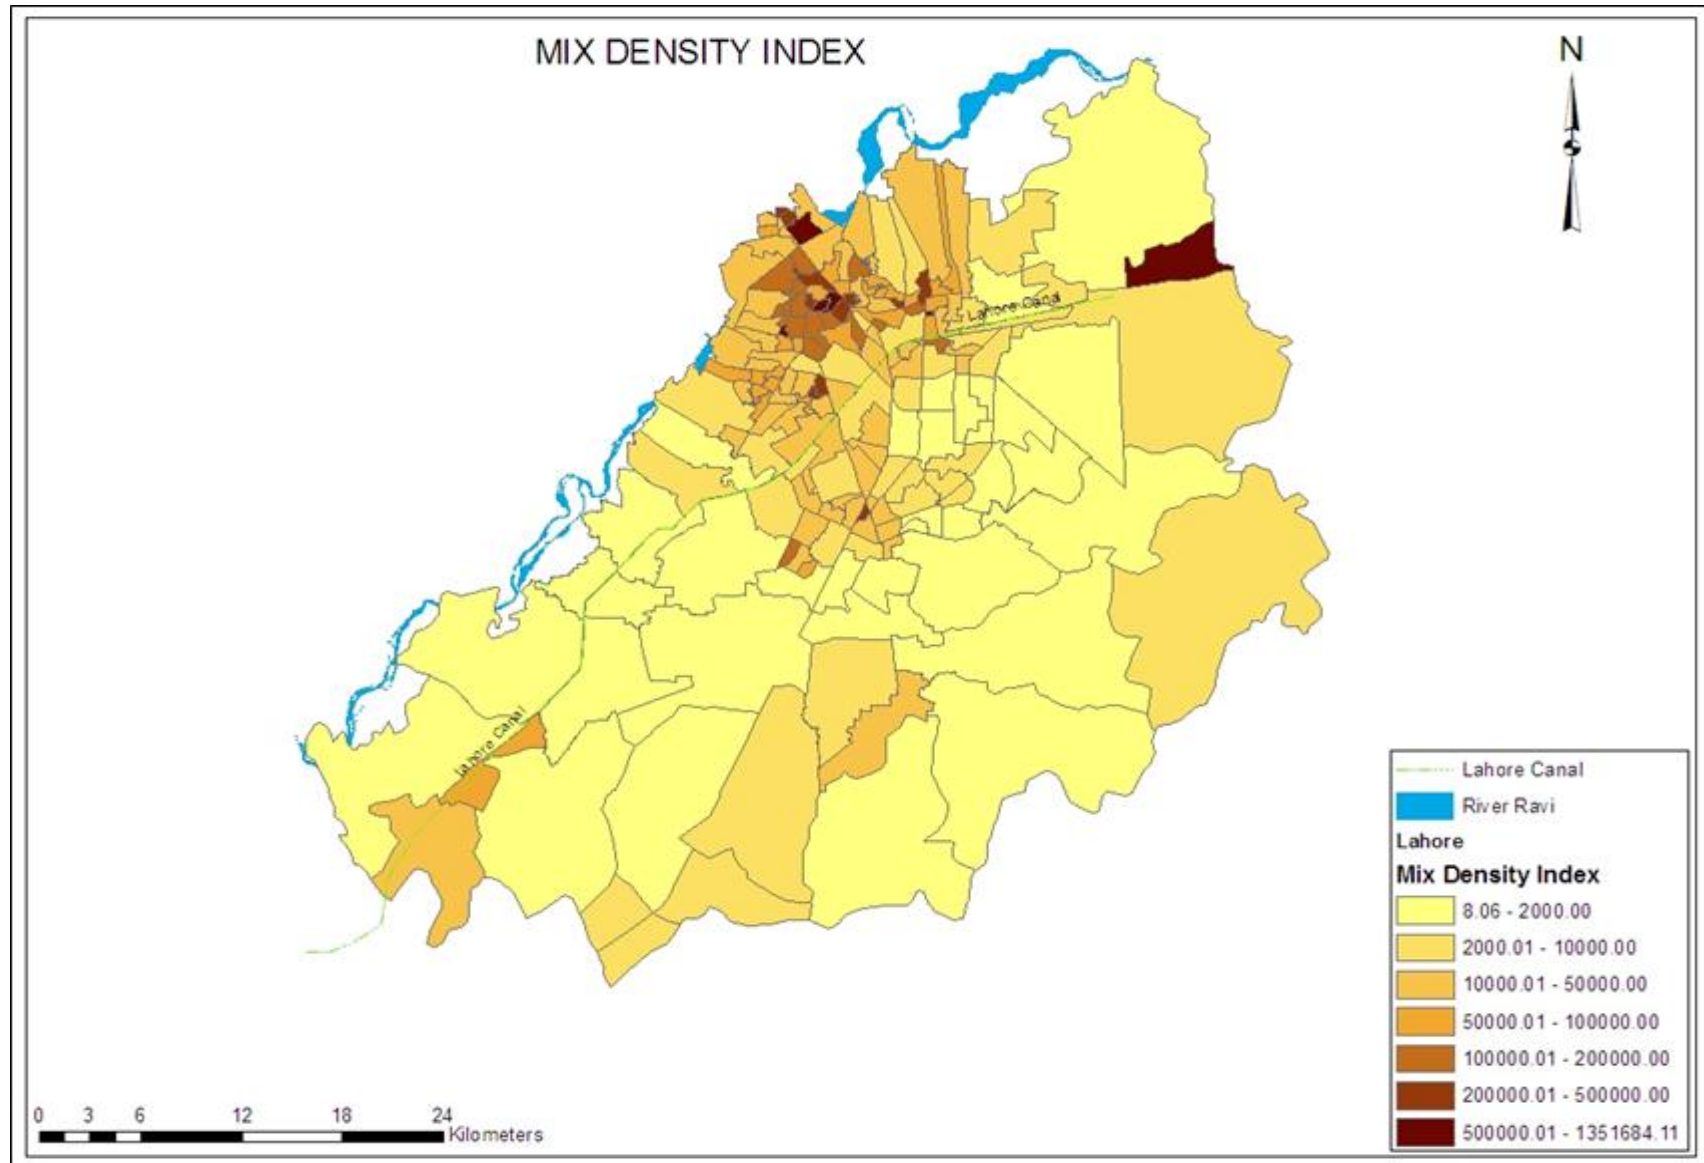 MIX DENSITY INDEX
N
Lahore Canal
Lahore Canal
Lahore Canal
River Ravi
Lahore
Mix Density Index
8.06 - 2000.00
2000.01 - 10000.00
10000.01 - 50000.00
50000.01 - 100000.00
100000.01 - 200000.00
200000.01 - 500000.00
500000.01 - 1351684.11
0 3 6 12 18 24
Kilometers